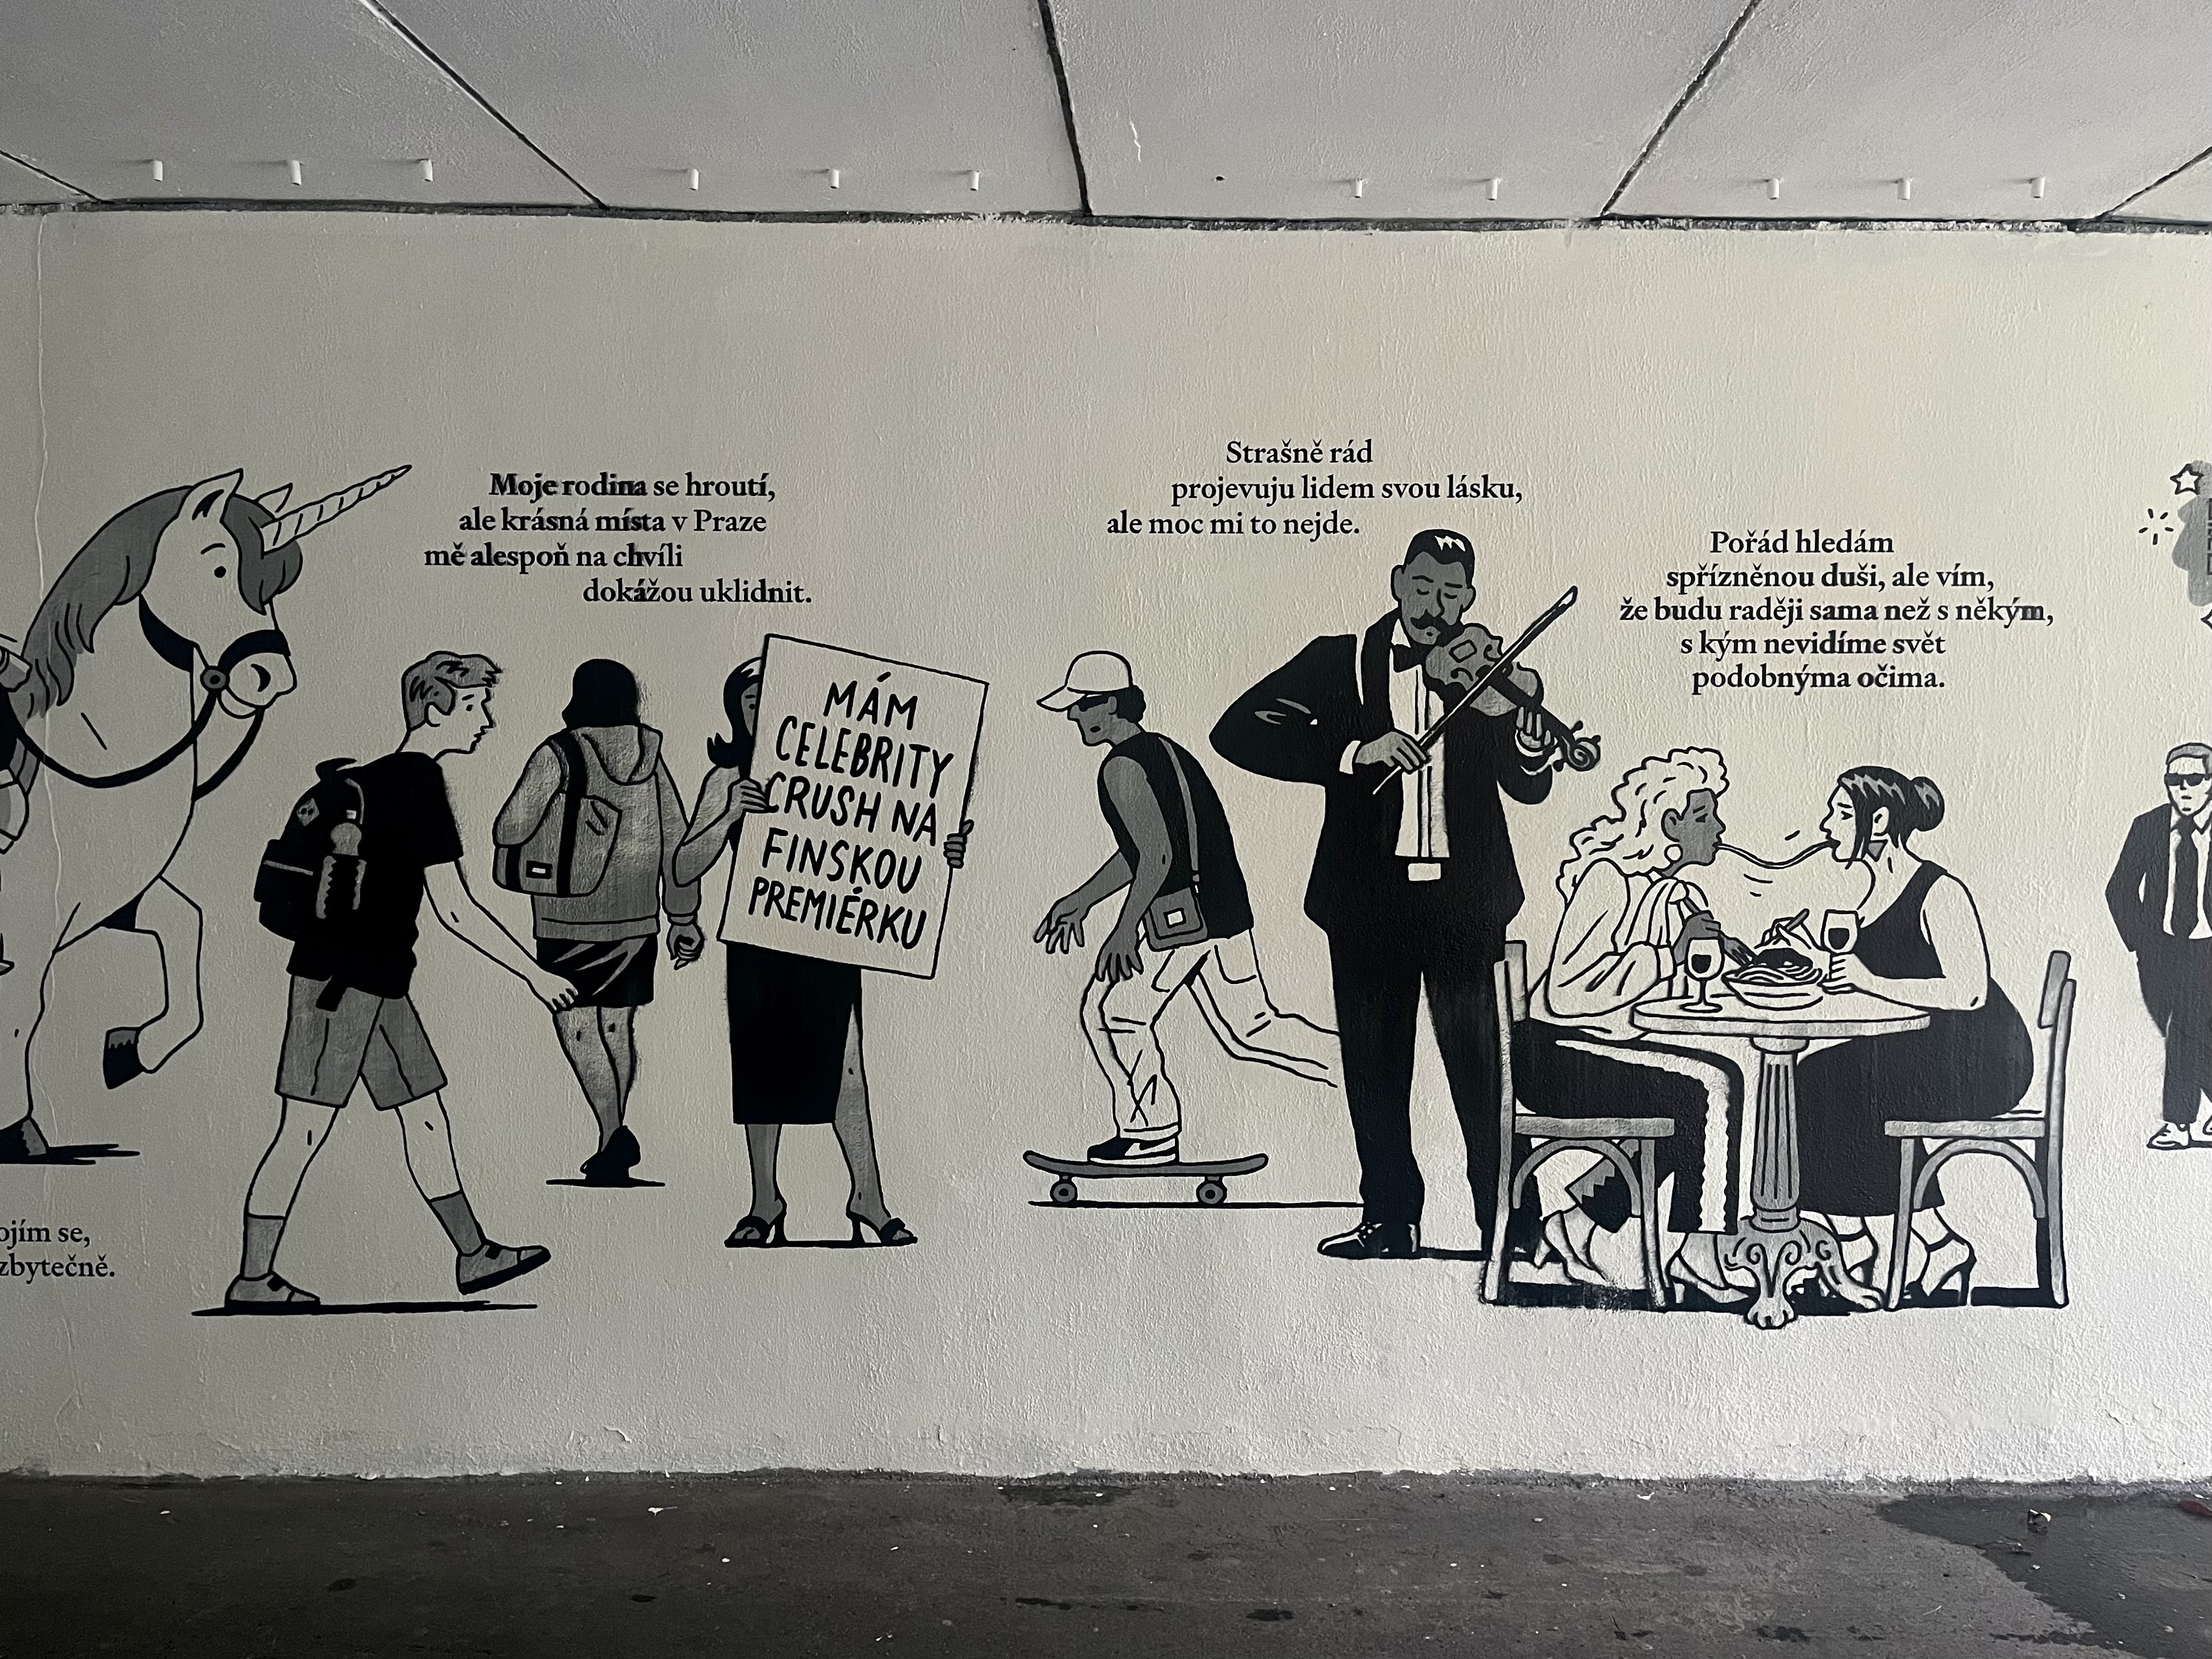 Moje rodina se hroutí,
ale krásná místa v Praze
mě alespoň na chvíli
dokážou uklidnit.
MÁM
CELEBRITY
CRUSH NA
FINSKOU
PREMIÉRKU
Strašně rád
projevuju lidem svou lásku,
ale moc mi to nejde.
Pořád hledám
spřízněnou duši, ale vím,
že budu raději sama než s někým,
s kým nevidíme svět
podobnýma očima.
se,
zbytečně.